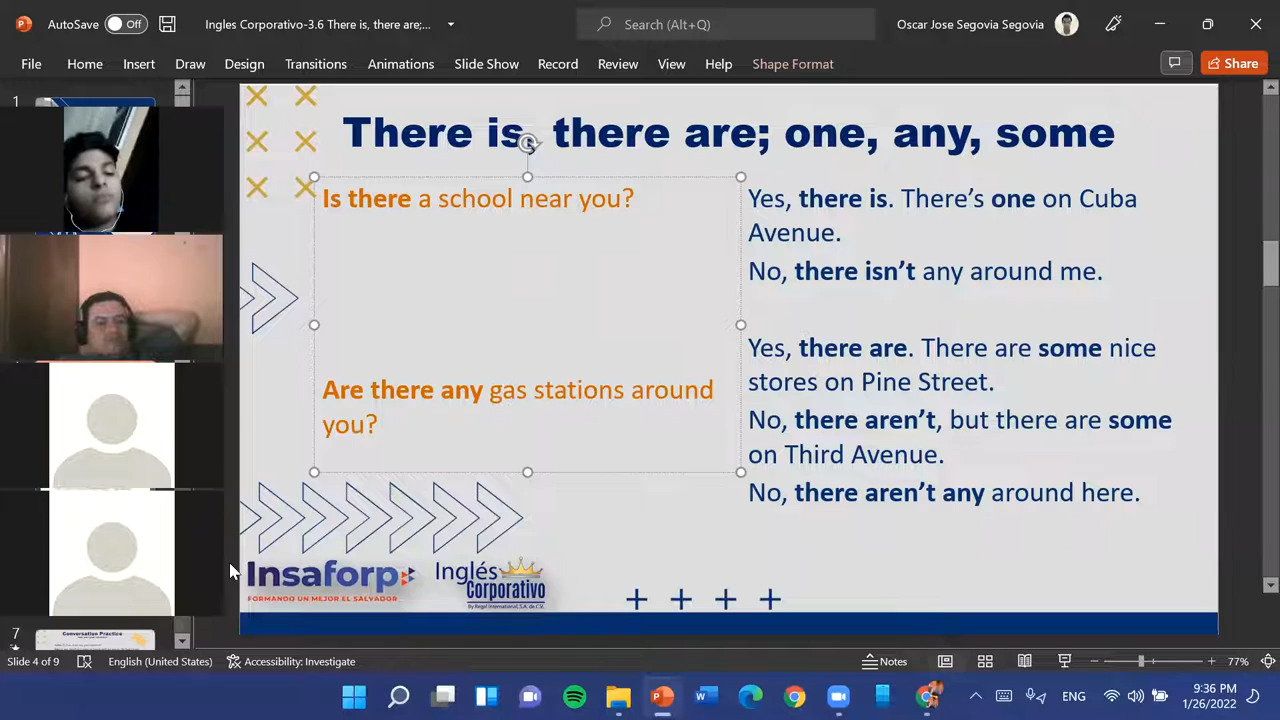 AutoSave Off Ingles Corporativo-3.6 There is, there are;... Search (Alt+Q) Oscar Jose Segovia Segovia
File Home Insert Draw Design Transitions Animations Slide Show Record Review View Help Shape Format Share
1
There is, there are; one, any, some
Is there a school near you?
Yes, there is. There's one on Cuba
Avenue.
No, there isn't any around me.
Are there any gas stations around
you?
Yes, there are. There are some nice
stores on Pine Street.
No, there aren't, but there are some
on Third Avenue.
No, there aren't any around here.
Insaforp
FORMANDO UN MEJOR EL SALVADOR
Inglés
Corporativo
by Regal International, S.A. de C.V.
7
Conversation Practice
Slide 4 of 9 English (United States) Accessibility: Investigate Notes 77%
ENG
9:36 PM
1/26/2022